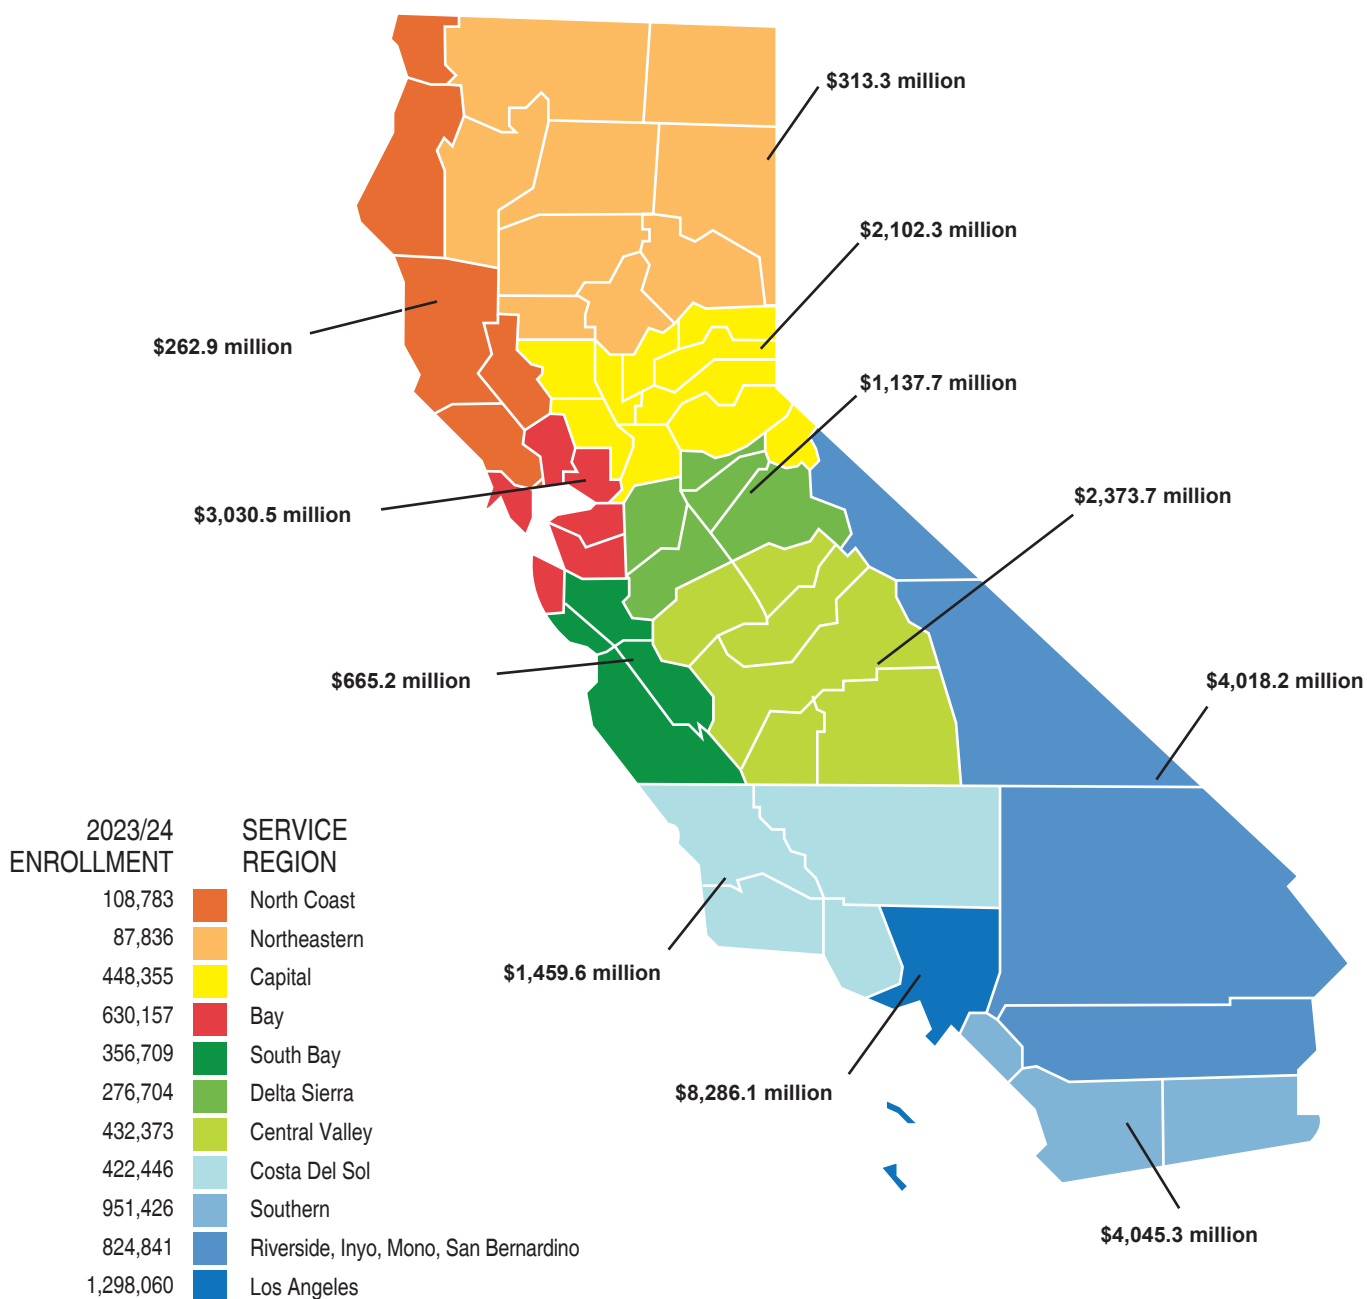 $313.3 million
$2,102.3 million
$262.9 million
$1,137.7 million
$2,373.7 million
$3,030.5 million
$665.2 million
$4,018.2 million
2023/24 SERVICE
ENROLLMENT REGION
108,783 North Coast
87,836 Northeastern
448,355 Capital
630,157 Bay
356,709 South Bay
276,704 Delta Sierra
432,373 Central Valley
422,446 Costa Del Sol
951,426 Southern
824,841 Riverside, Inyo, Mono, San Bernardino
1,298,060 Los Angeles
$1,459.6 million
$8,286.1 million
$4,045.3 million